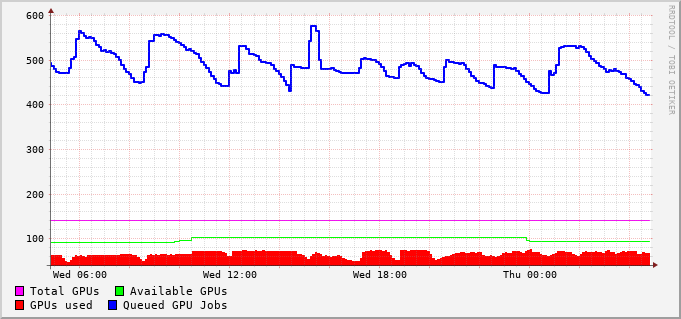 600
500
400
300
200
100
Wed 06:00 Wed 12:00 Wed 18:00 Thu 00:00
Total GPUs Available GPUs
GPUs used Queued GPU Jobs
RRDTOOL / TOBI OETIKER